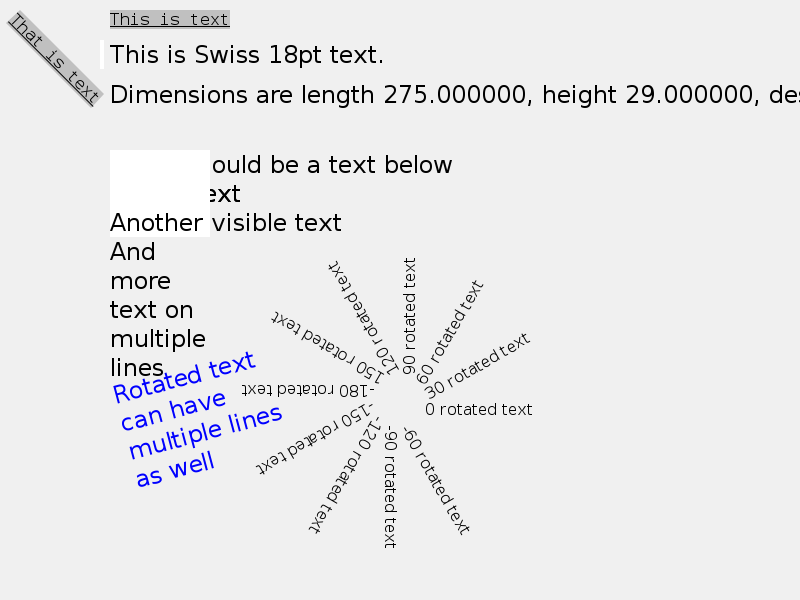 This is text
That is text
This is Swiss 18pt text.
Dimensions are length 275.000000, height 29.000000, des
ould be a text below
ext
Another visible text
And
more
text on
multiple
lines.
Rotated text
can have
multiple lines
as well
0 rotated text
30 rotated text
60 rotated text
90 rotated text
120 rotated text
150 rotated text
-180 rotated text
-150 rotated text
-120 rotated text
-90 rotated text
-60 rotated text